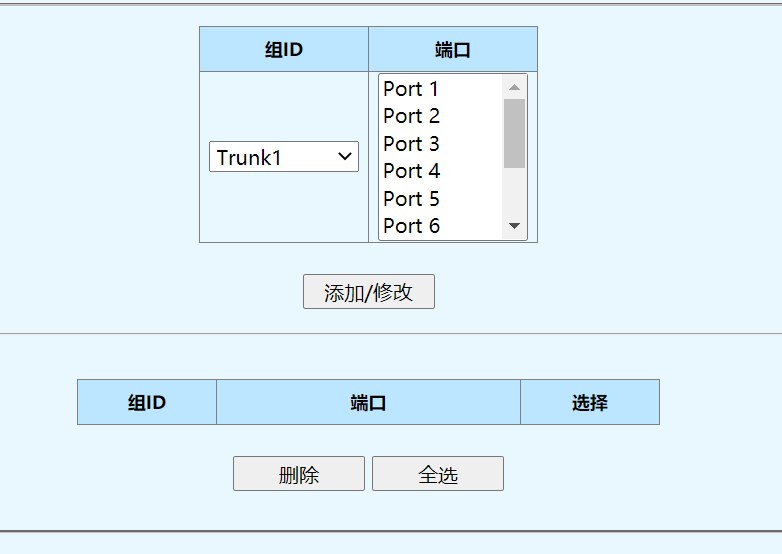 组ID 端口
Trunk1
Port 1
Port 2
Port 3
Port 4
Port 5
Port 6
添加/修改
组ID 端口 选择
删除 全选